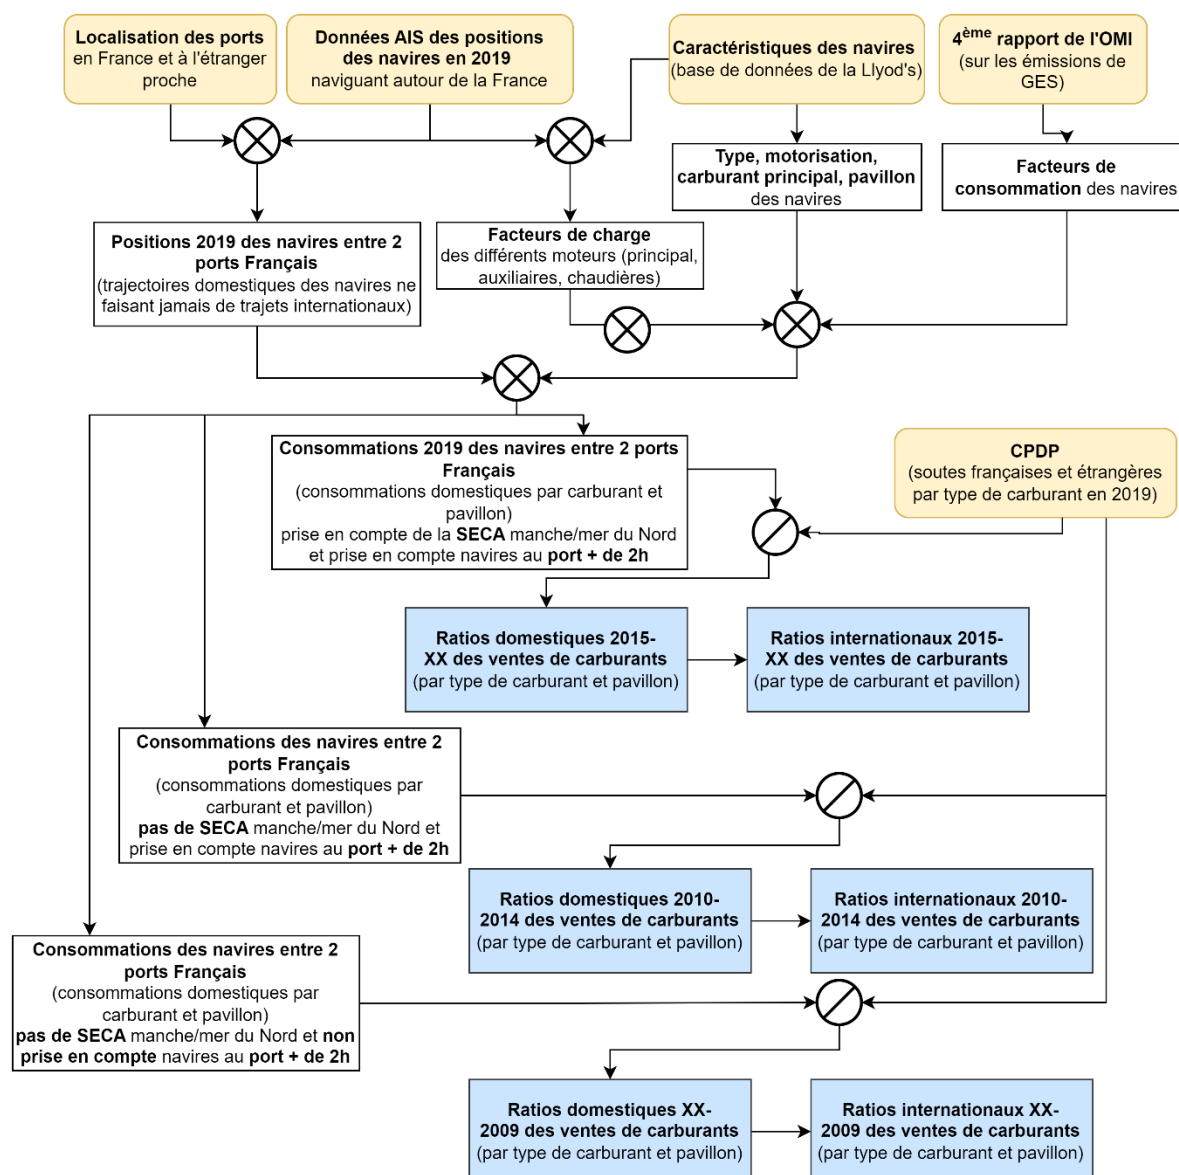 Localisation des ports
en France et à l'étranger
proche
Données AIS des positions
des navires en 2019
naviguant autour de la France
Caractéristiques des navires
(base de données de la Llyod's)
4ème rapport de l'OMI
(sur les émissions de
GES)
Type, motorisation,
carburant principal, pavillon
des navires
Facteurs de
consommation des navires
Positions 2019 des navires entre 2
ports Français
(trajectoires domestiques des navires ne
faisant jamais de trajets internationaux)
Facteurs de charge
des différents moteurs (principal,
auxiliaires, chaudières)
Consommations 2019 des navires entre 2 ports
Français
(consommations domestiques par carburant et
pavillon)
prise en compte de la SECA manche/mer du Nord
et prise en compte navires au port + de 2h
CPDP
(soutes françaises et étrangères
par type de carburant en 2019)
Ratios domestiques 2015-
XX des ventes de carburants
(par type de carburant et pavillon)
Ratios internationaux 2015-
XX des ventes de carburants
(par type de carburant et pavillon)
Consommations des navires entre 2
ports Français
(consommations domestiques par
carburant et pavillon)
pas de SECA manche/mer du Nord et
prise en compte navires au port + de 2h
Ratios domestiques 2010-
2014 des ventes de carburants
(par type de carburant et pavillon)
Ratios internationaux 2010-
2014 des ventes de carburants
(par type de carburant et pavillon)
Consommations des navires entre 2
ports Français
(consommations domestiques par
carburant et pavillon)
pas de SECA manche/mer du Nord et non
prise en compte navires au port + de 2h
Ratios domestiques XX-
2009 des ventes de carburants
(par type de carburant et pavillon)
Ratios internationaux XX-
2009 des ventes de carburants
(par type de carburant et pavillon)